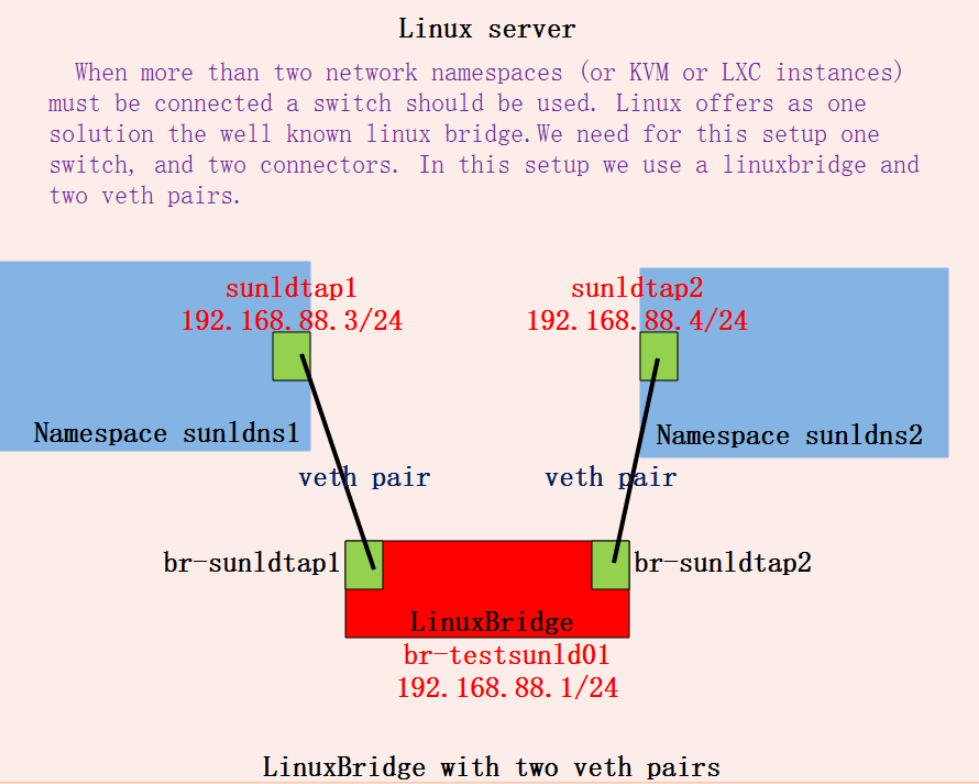 Linux server
When more than two network namespaces (or KVM or LXC instances)
must be connected a switch should be used. Linux offers as one
solution the well known linux bridge.We need for this setup one
switch, and two connectors. In this setup we use a linuxbridge and
two veth pairs.
sunldtap1
192.168.88.3/24
sunldtap2
192.168.88.4/24
Namespace sunldns1
Namespace sunldns2
veth pair
veth pair
br-sunldtap1
br-sunldtap2
LinuxBridge
br-testsunld01
192.168.88.1/24
LinuxBridge with two veth pairs